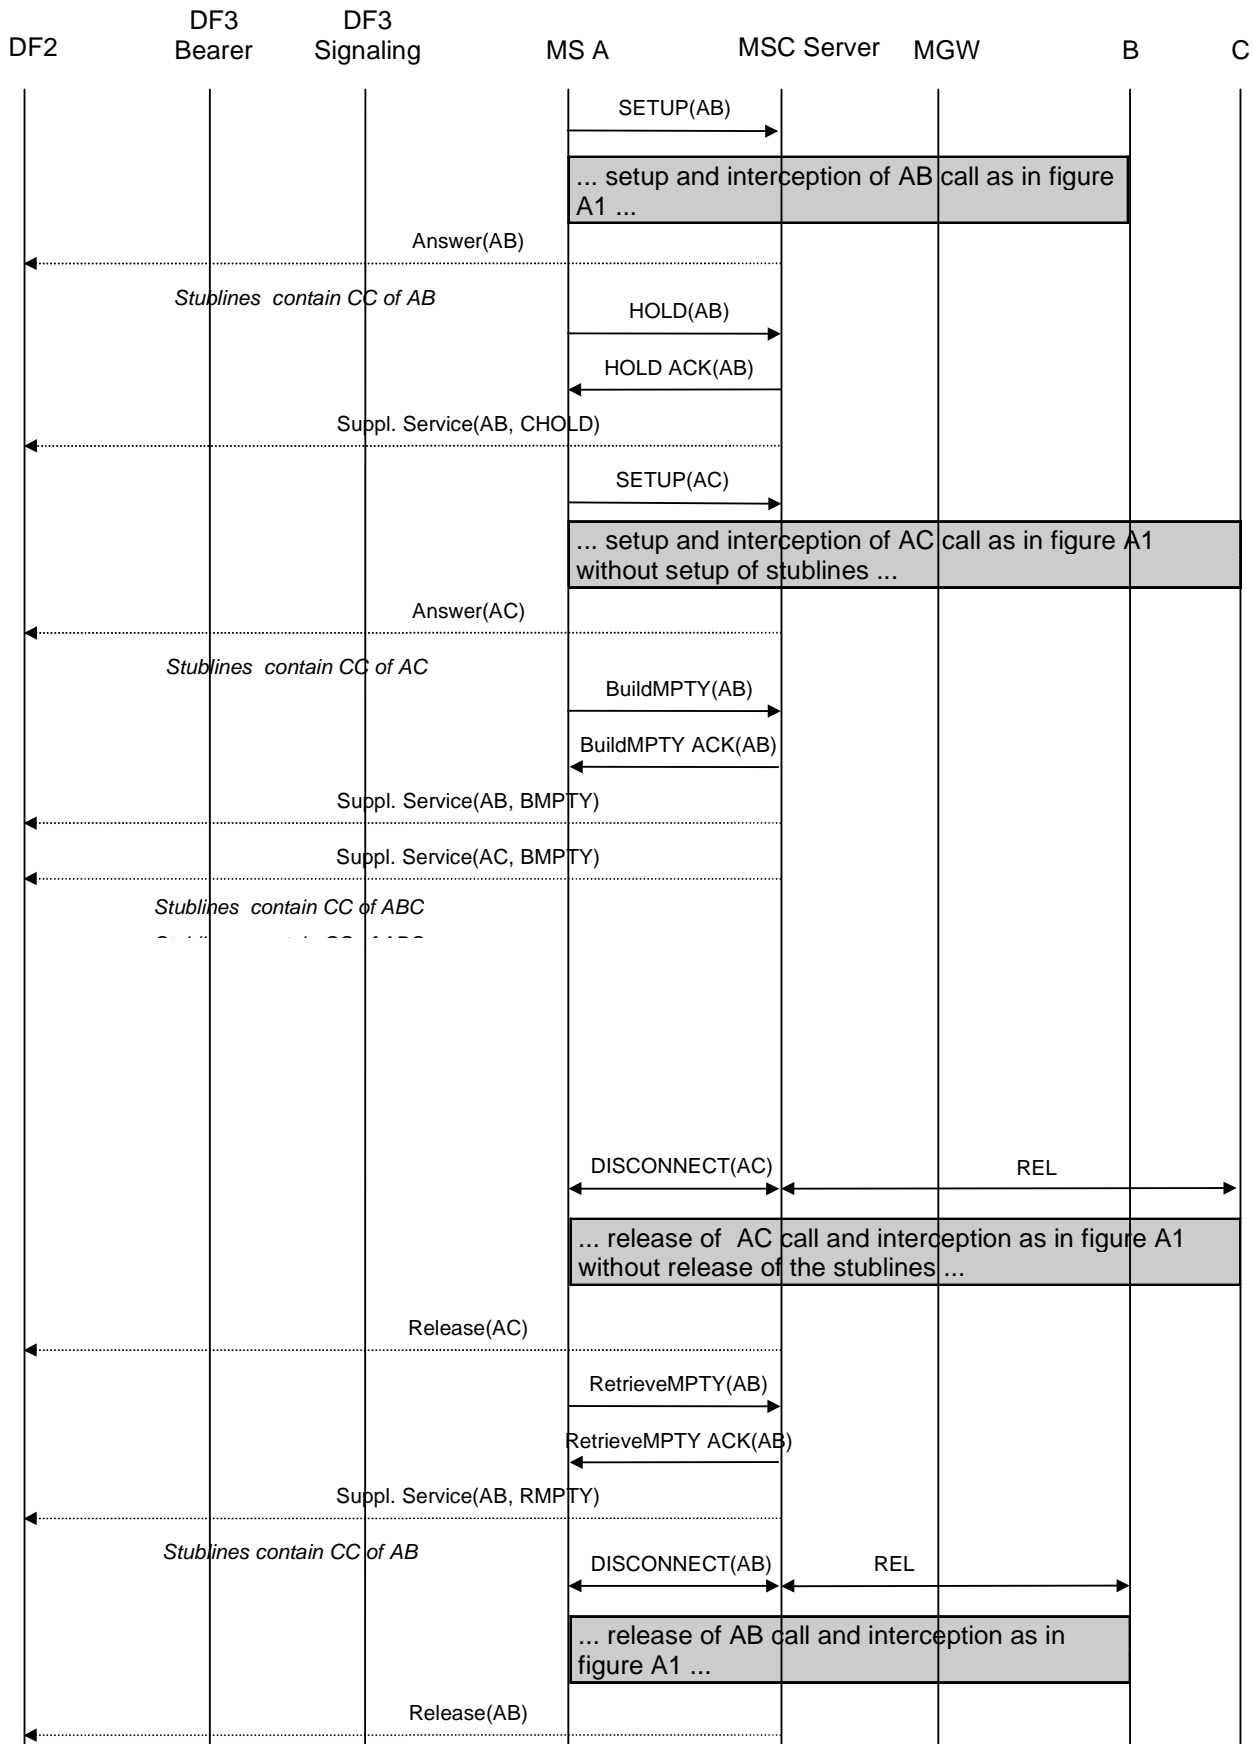 DF2
DF3
Bearer
DF3
Signaling
MS A
MSC Server
MGW
B
C
SETUP(AB)
... setup and interception of AB call as in figure
A1 ...
Answer(AB)
Stublines contain CC of AB
HOLD(AB)
HOLD ACK(AB)
Suppl. Service(AB, CHOLD)
SETUP(AC)
... setup and interception of AC call as in figure A1
without setup of stublines ...
Answer(AC)
Stublines contain CC of AC
BuildMPTY(AB)
BuildMPTY ACK(AB)
Suppl. Service(AB, BMPTY)
Suppl. Service(AC, BMPTY)
Stublines contain CC of ABC
DISCONNECT(AC)
REL
... release of AC call and interception as in figure A1
without release of the stublines ...
Release(AC)
RetrieveMPTY(AB)
RetrieveMPTY ACK(AB)
Suppl. Service(AB, RMPTY)
Stublines contain CC of AB
DISCONNECT(AB)
REL
... release of AB call and interception as in
figure A1 ...
Release(AB)